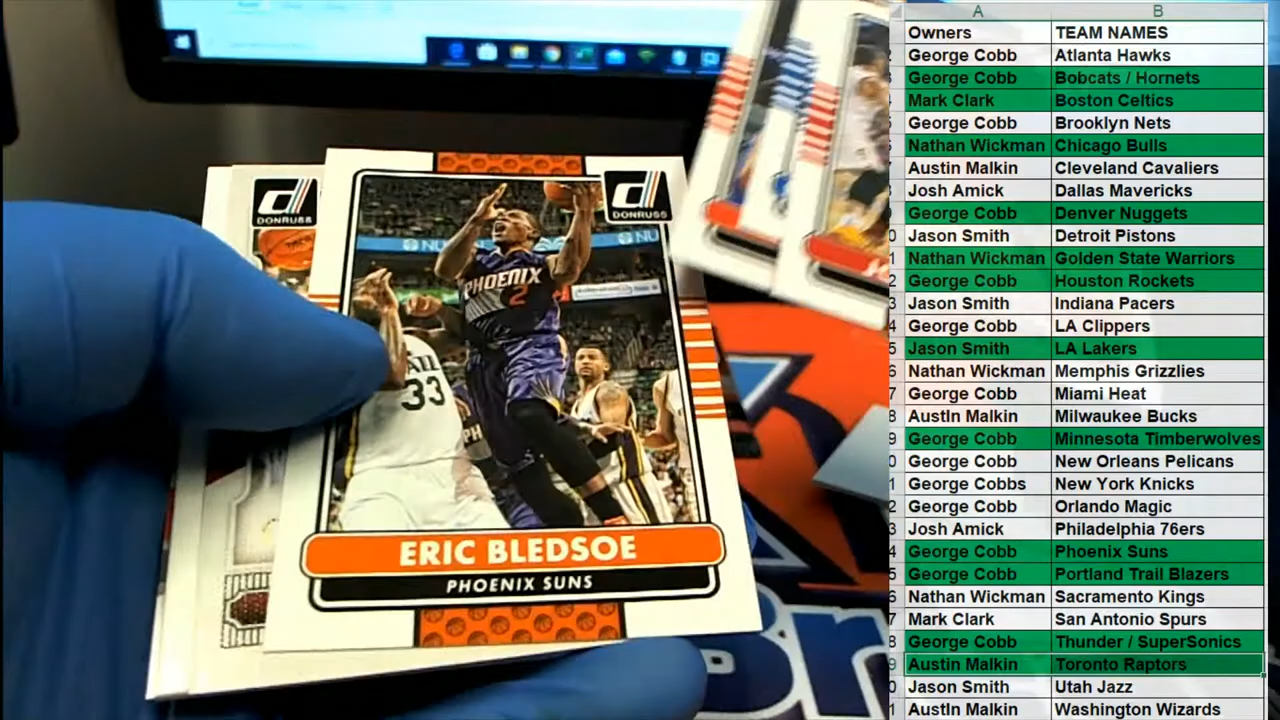 DONRUSS
DONRUSS
NU
NU
PHOENIX
2
33
PH
ERIC BLEDSOE
PHOENIX SUNS
A B
Owners TEAM NAMES
George Cobb Atlanta Hawks
George Cobb Bobcats / Hornets
Mark Clark Boston Celtics
George Cobb Brooklyn Nets
Nathan Wickman Chicago Bulls
Austin Malkin Cleveland Cavaliers
Josh Amick Dallas Mavericks
George Cobb Denver Nuggets
Jason Smith Detroit Pistons
Nathan Wickman Golden State Warriors
George Cobb Houston Rockets
Jason Smith Indiana Pacers
George Cobb LA Clippers
Jason Smith LA Lakers
Nathan Wickman Memphis Grizzlies
George Cobb Miami Heat
AustIn Malkin Milwaukee Bucks
George Cobb Minnesota Timberwolves
George Cobb New Orleans Pelicans
George Cobbs New York Knicks
George Cobb Orlando Magic
Josh Amick Philadelphia 76ers
George Cobb Phoenix Suns
George Cobb Portland Trail Blazers
Nathan Wickman Sacramento Kings
Mark Clark San Antonio Spurs
George Cobb Thunder / SuperSonics
Austin Malkin Toronto Raptors
Jason Smith Utah Jazz
AustIn Malkin Washington Wizards